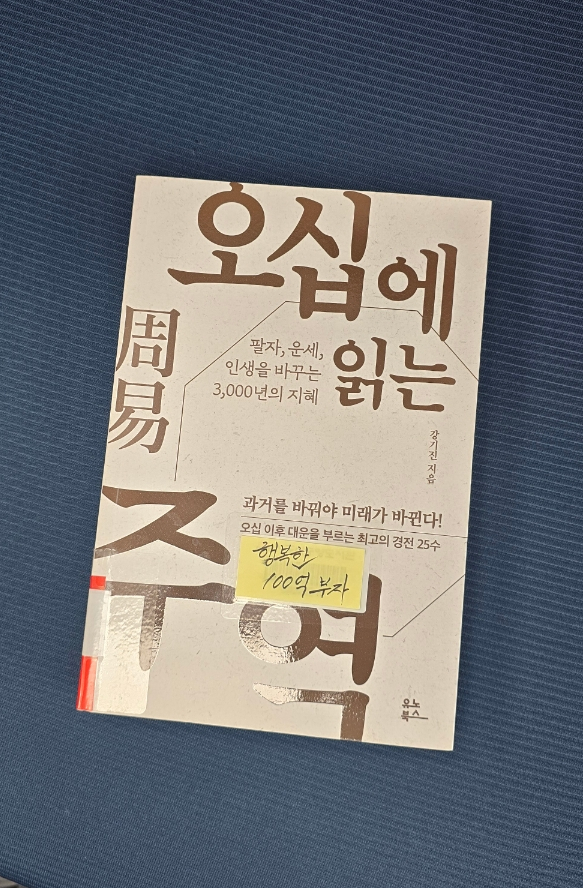 오십에
읽는
周易
팔자, 운세,
인생을 바꾸는
3,000년의 지혜
강기진 지음
주역
과거를 바꿔야 미래가 바뀐다!
오십 이후 대운을 부르는 최고의 경전 25수
행복한
100억 부자
유노
북스